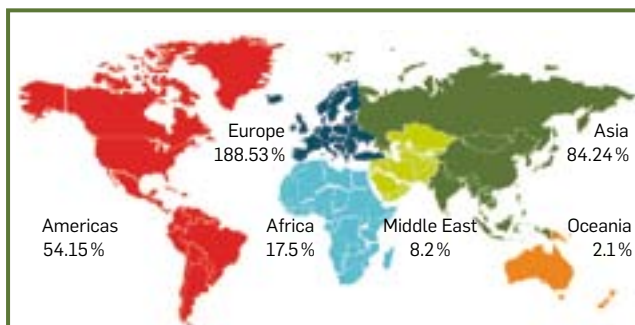 Europe
188.53%
Asia
84.24%
Americas
54.15%
Africa
17.5%
Middle East
8.2%
Oceania
2.1%